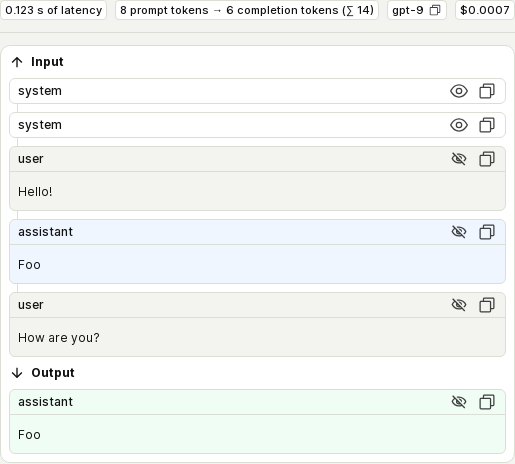 0.123 s of latency 8 prompt tokens → 6 completion tokens (∑ 14) gpt-9 $0.0007
Input
system
system
user
Hello!
assistant
Foo
user
How are you?
Output
assistant
Foo